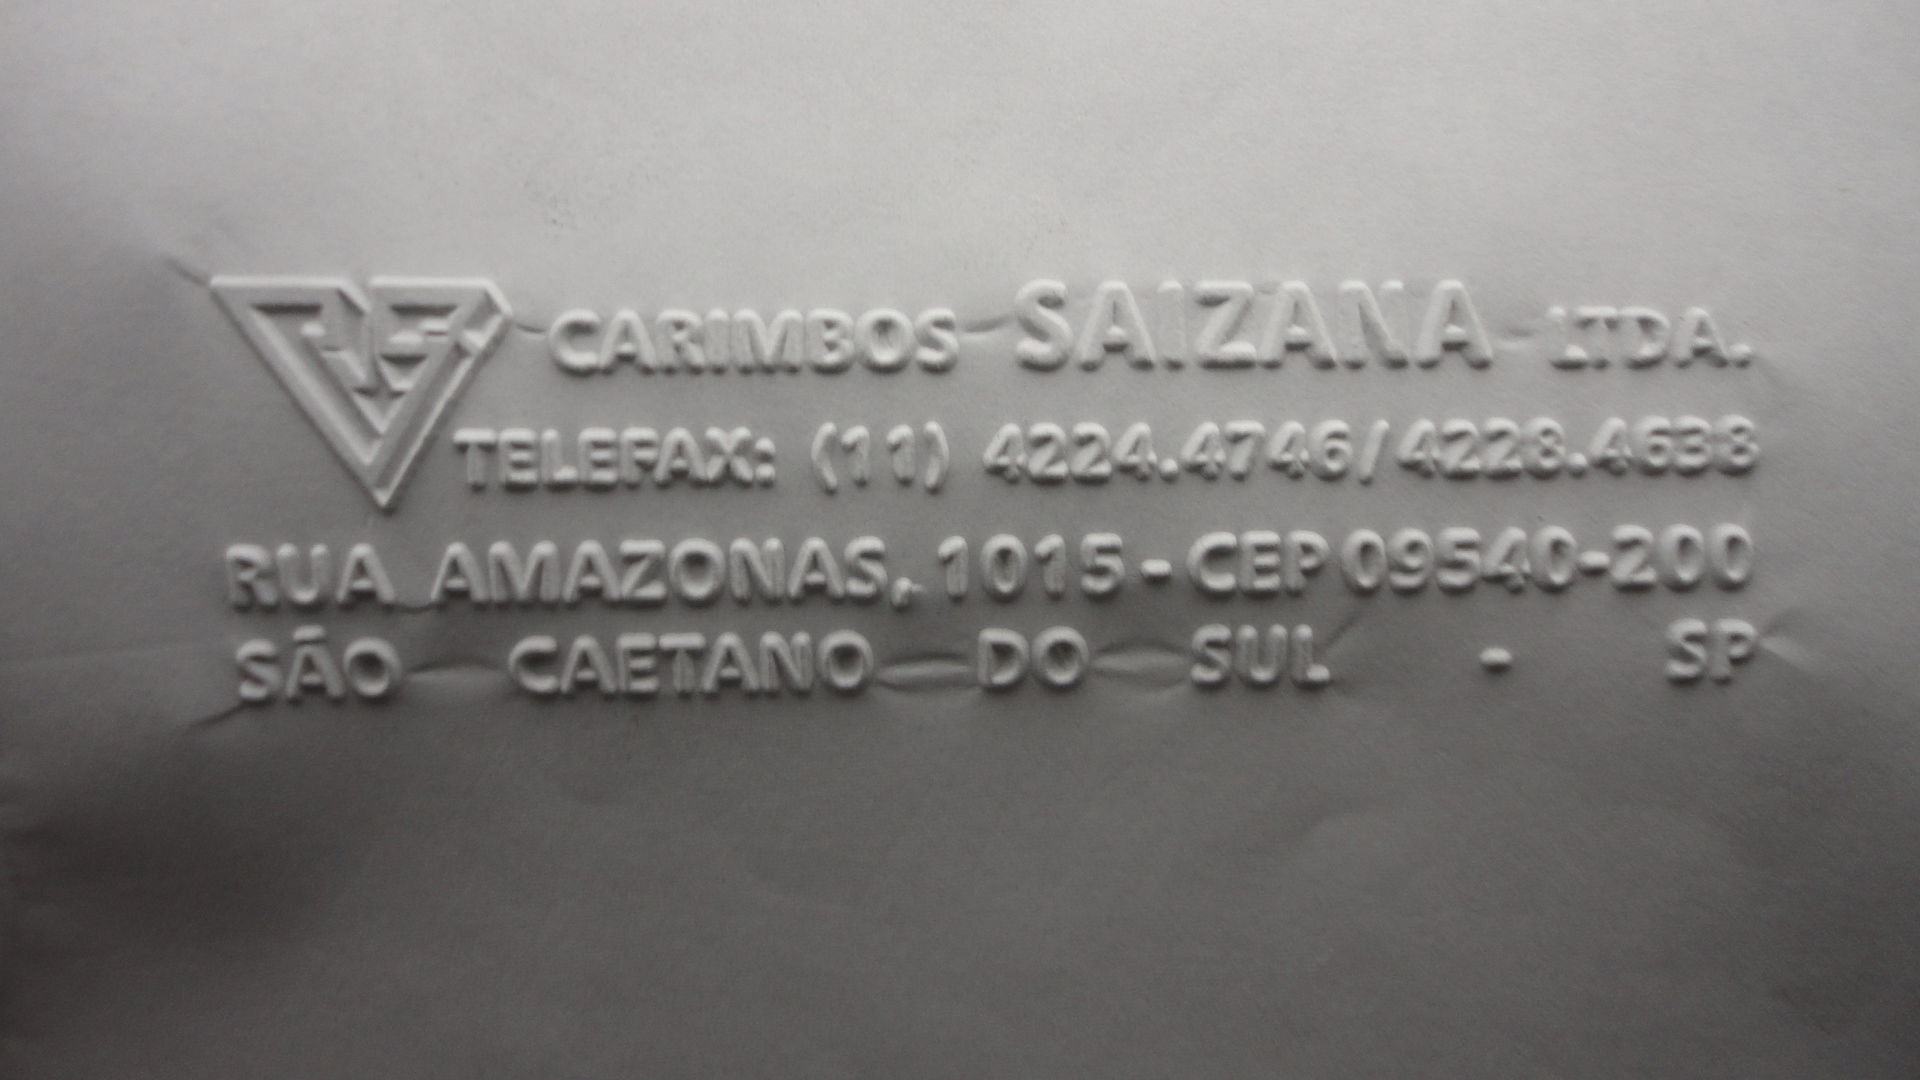 CARIMBOS SAIZANA LTDA.
TELEFAX: (11) 4224.4746/4228.4638
RUA AMAZONAS, 1015-CEP 09540-200
SÃO CAETANO DO SUL - SP